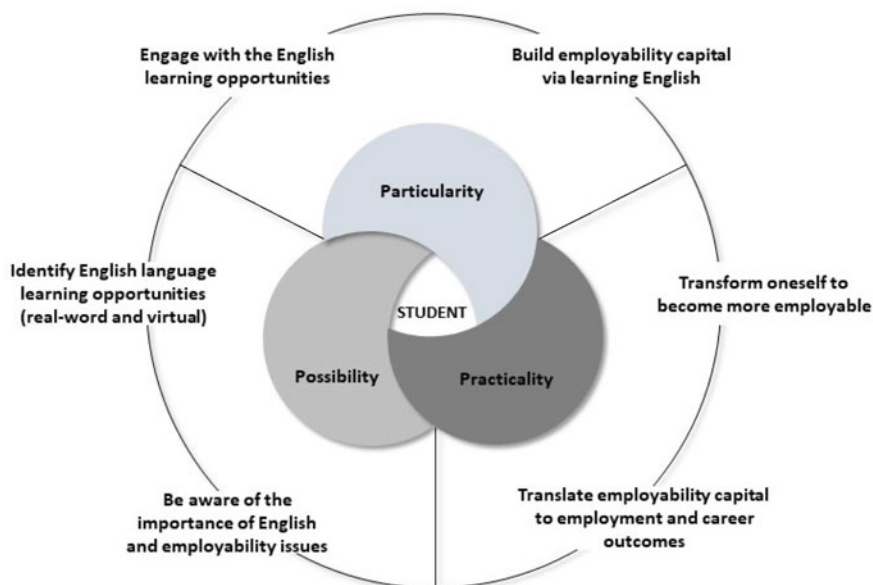 Engage with the English
learning opportunities
Build employability capital
via learning English
Particularity
Identify English language
learning opportunities
(real-word and virtual)
Transform oneself to
become more employable
STUDENT
Possibility
Practicality
Be aware of the
importance of English
and employability issues
Translate employability capital
to employment and career
outcomes